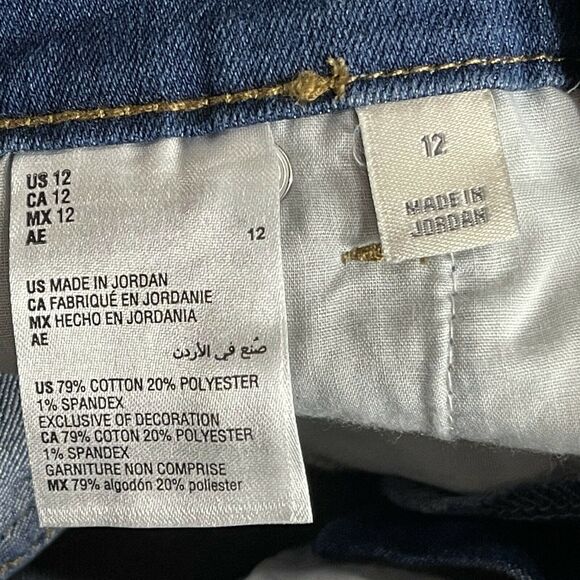 US 12
CA 12
MX 12
AE 12
US MADE IN JORDAN
CA FABRIQUÉ EN JORDANIE
MX HECHO EN JORDANIA
AE
صنع في الأردن
US 79% COTTON 20% POLYESTER
1% SPANDEX
EXCLUSIVE OF DECORATION
CA 79% COTON 20% POLYESTER
1% SPANDEX
GARNITURE NON COMPRISE
MX 79% algodón 20% poliester
12
MADE IN
JORDAN